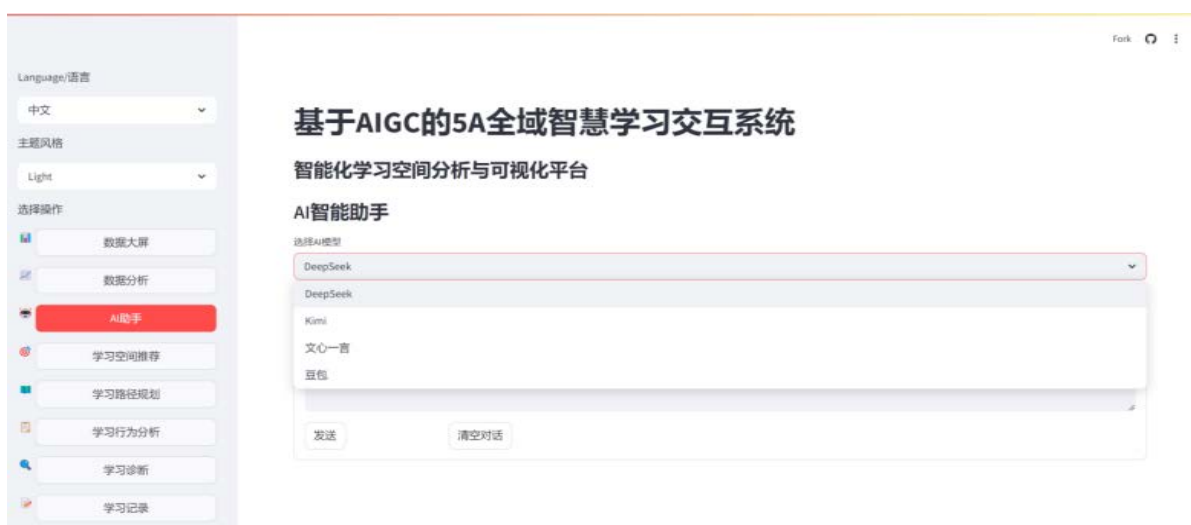 Fork
Language/语言
中文
主题风格
Light
选择操作
数据大屏
数据分析
AI助手
学习空间推荐
学习路径规划
学习行为分析
学习诊断
学习记录
基于AIGC的5A全域智慧学习交互系统
智能化学习空间分析与可视化平台
AI智能助手
选择AI模型
DeepSeek
DeepSeek
Kimi
文心一言
豆包
发送
清空对话